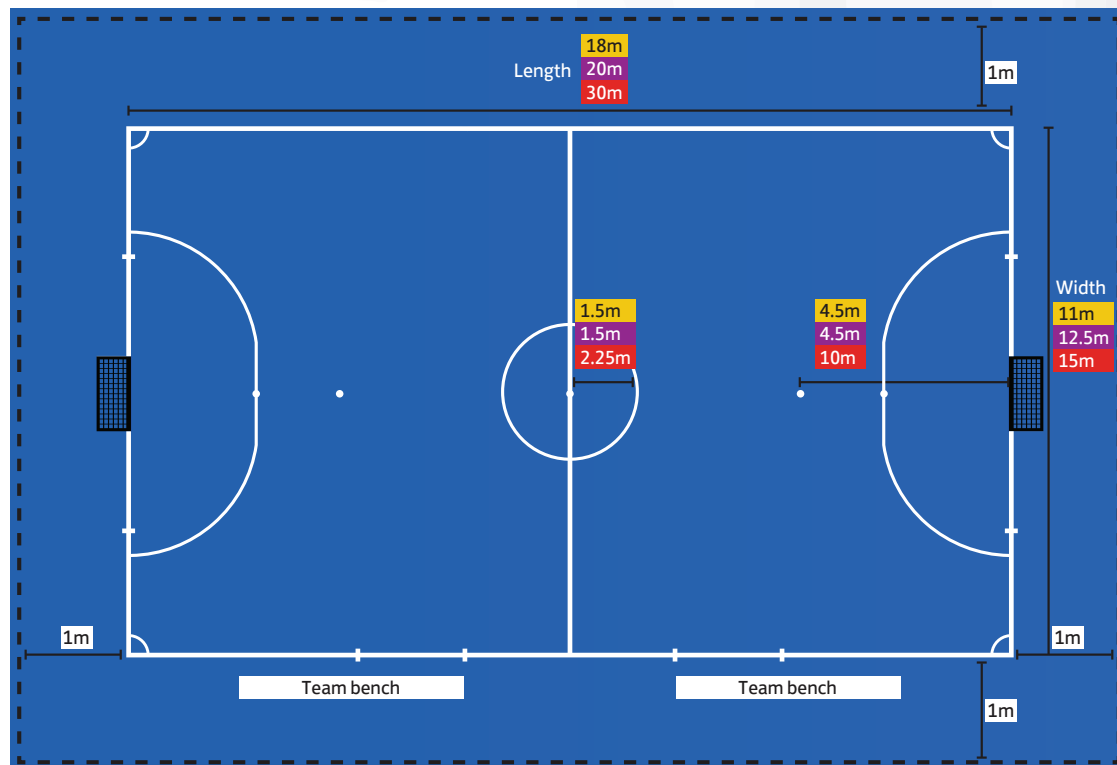 18m
Length 20m
30m
1m
Width
1.5m
1.5m
2.25m
4.5m
4.5m
10m
11m
12.5m
15m
1m
1m
Team bench
Team bench
1m